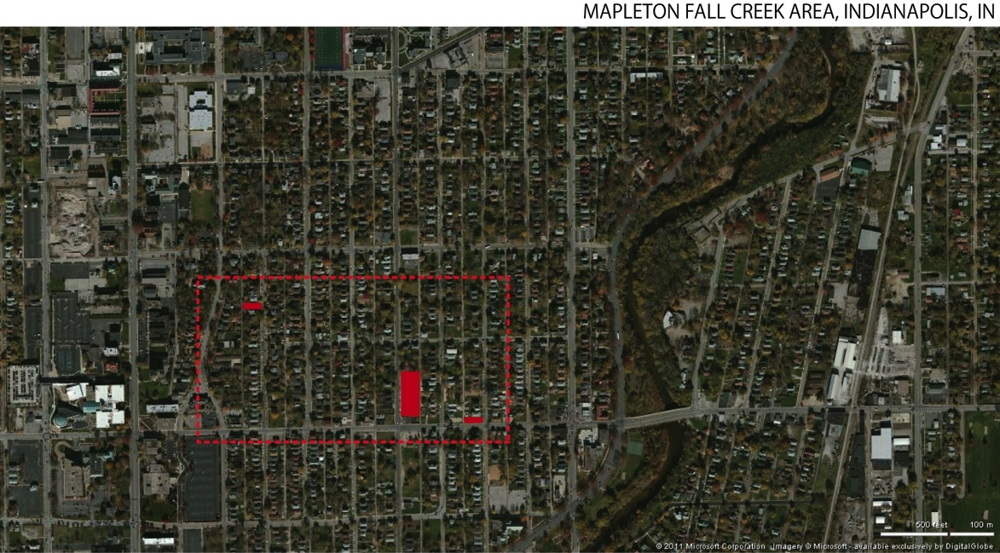 MAPLETON FALL CREEK AREA, INDIANAPOLIS, IN
500 feet 100 m
© 2011 Microsoft Corporation Imagery © Microsoft - available exclusively by DigitalGlobe